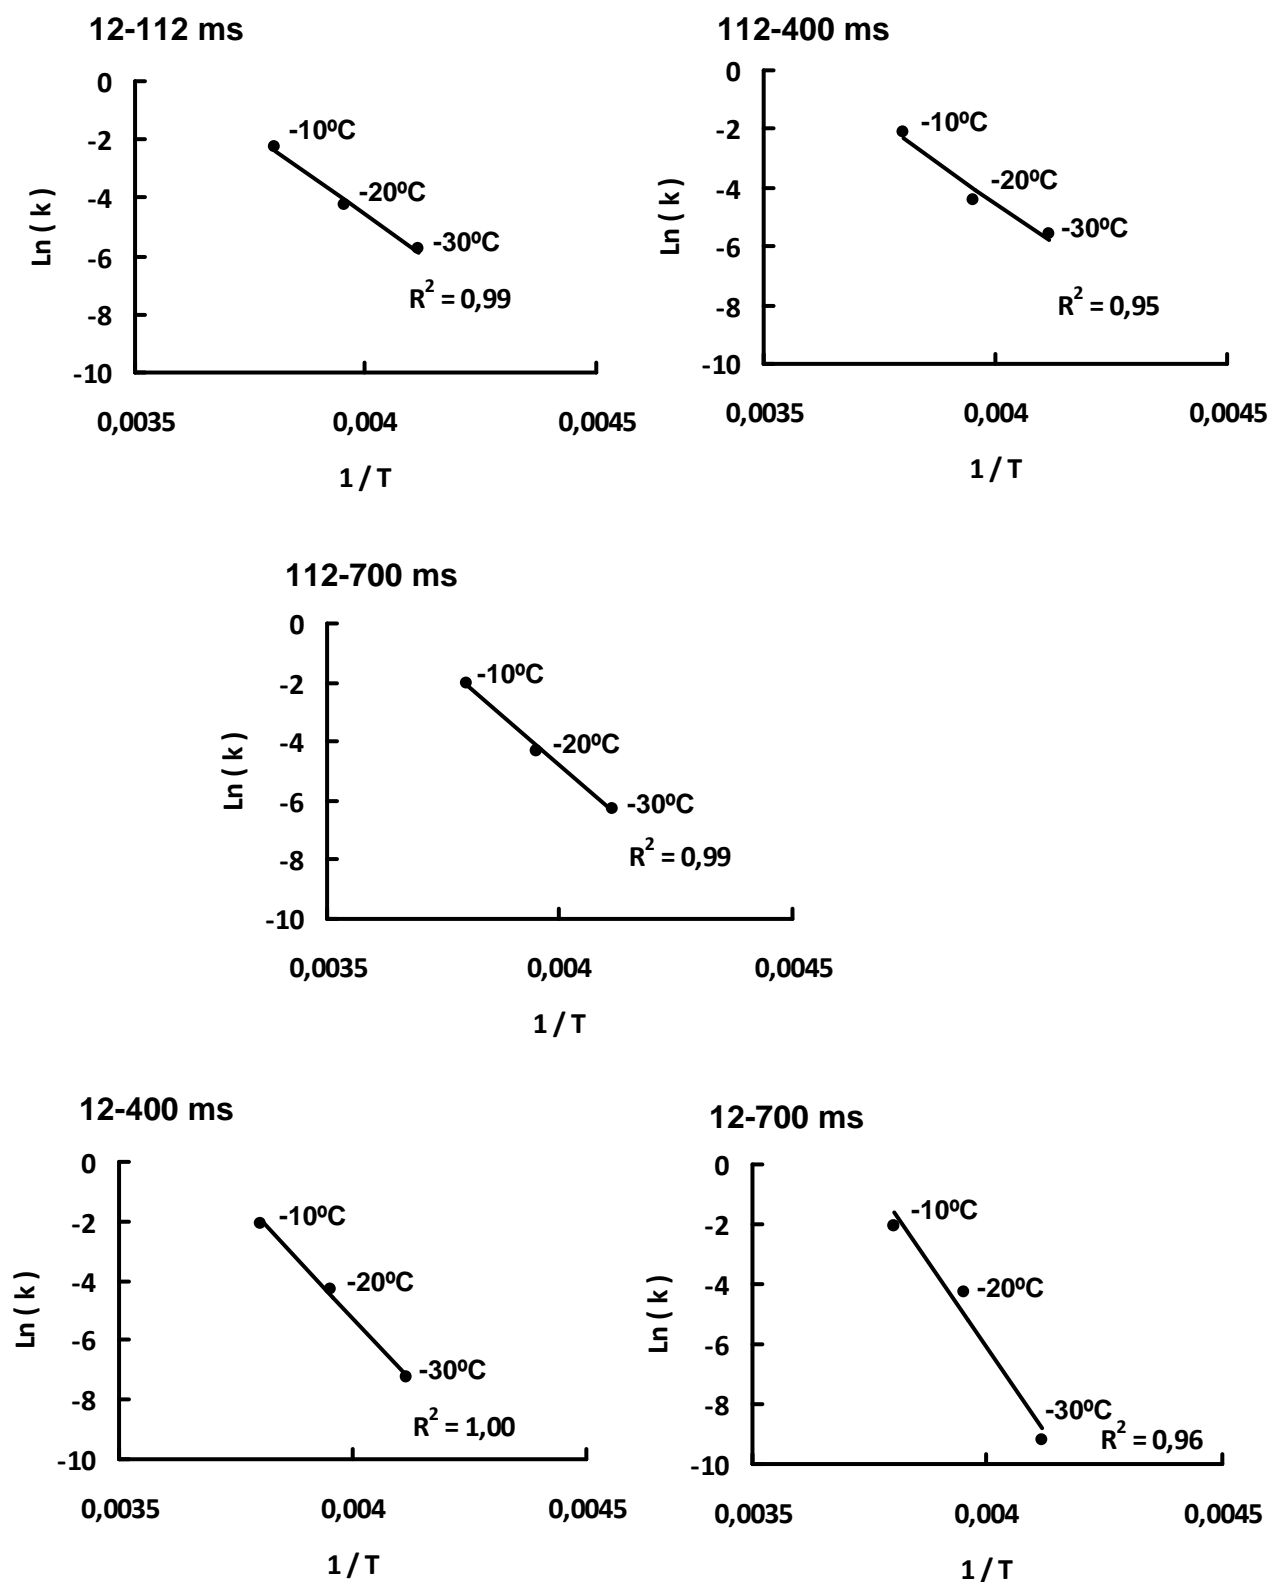 12-112 ms
0
-2
-4
-6
-8
-10
Ln ( k )
-10ºC
-20ºC
-30ºC
R2 = 0,99
0,0035 0,004 0,0045
1 / T
112-400 ms
0
-2
-4
-6
-8
-10
Ln ( k )
-10ºC
-20ºC
-30ºC
R2 = 0,95
0,0035 0,004 0,0045
1 / T
112-700 ms
0
-2
-4
-6
-8
-10
Ln ( k )
-10ºC
-20ºC
-30ºC
R2 = 0,99
0,0035 0,004 0,0045
1 / T
12-400 ms
0
-2
-4
-6
-8
-10
Ln ( k )
-10ºC
-20ºC
-30ºC
R2 = 1,00
0,0035 0,004 0,0045
1 / T
12-700 ms
0
-2
-4
-6
-8
-10
Ln ( k )
-10ºC
-20ºC
-30ºC
R2 = 0,96
0,0035 0,004 0,0045
1 / T